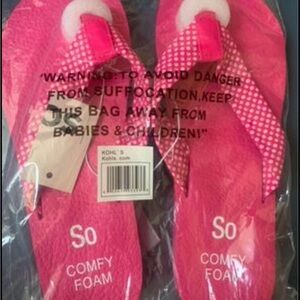 "WARNING: TO AVOID DANGER
FROM SUFFOCATION, KEEP
THIS BAG AWAY FROM
BABIES & CHILDREN!"
KOHL'S
Kohls.com
So
COMFY
FOAM
So
COMFY
FOAM